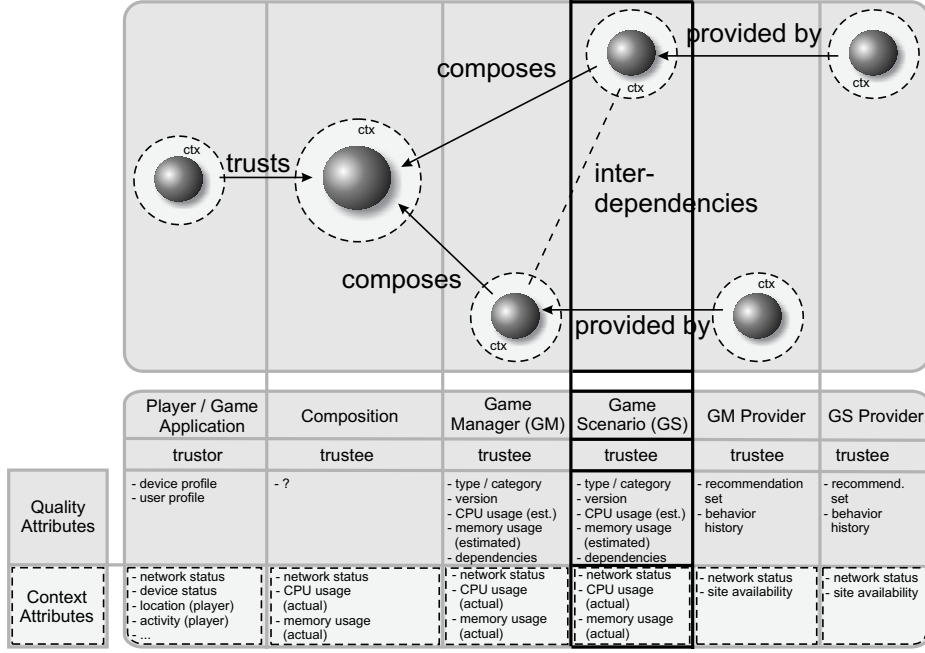 provided by
ctx
ctx
composes
ctx
ctx
trusts
inter-
dependencies
composes
ctx
provided by
ctx
Player / Game
Application
Composition
Game
Manager (GM)
Game
Scenario (GS)
GM Provider
GS Provider
trustor
trustee
trustee
trustee
trustee
trustee
Quality
Attributes
- device profile
- user profile
- ?
- type / category
- version
- CPU usage (est.)
- memory usage
(estimated)
- dependencies
- type / category
- version
- CPU usage (est.)
- memory usage
(estimated)
- dependencies
- recommendation
set
- behavior
history
- recommend.
set
- behavior
history
Context
Attributes
- network status
- device status
- location (player)
- activity (player)
- ...
- network status
- CPU usage
(actual)
- memory usage
(actual)
- network status
- CPU usage
(actual)
- memory usage
(actual)
- network status
- CPU usage
(actual)
- memory usage
(actual)
- network status
- site availability
- network status
- site availability